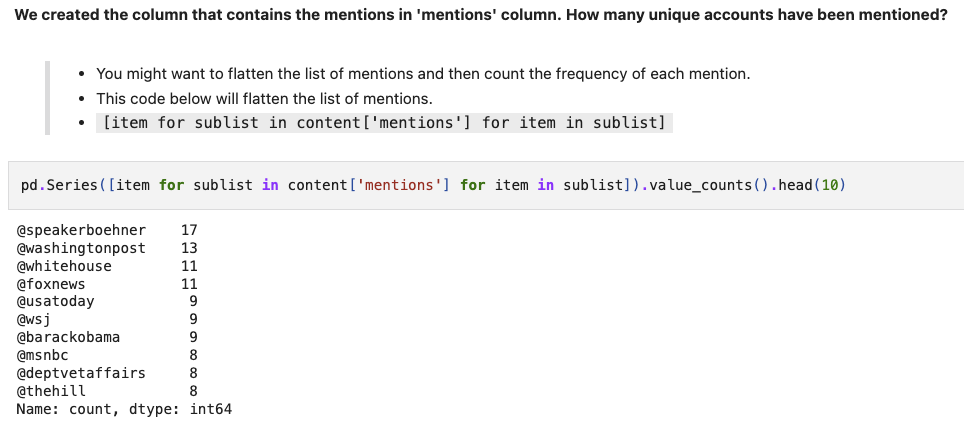 We created the column that contains the mentions in 'mentions' column. How many unique accounts have been mentioned?
• You might want to flatten the list of mentions and then count the frequency of each mention.
• This code below will flatten the list of mentions.
• [item for sublist in content['mentions'] for item in sublist]
pd.Series([item for sublist in content['mentions'] for item in sublist]).value_counts().head(10)
@speakerboehner    17
@washingtonpost    13
@whitehouse        11
@foxnews           11
@usatoday           9
@wsj                9
@barackobama        9
@msnbc              8
@deptvetaffairs     8
@thehill            8
Name: count, dtype: int64